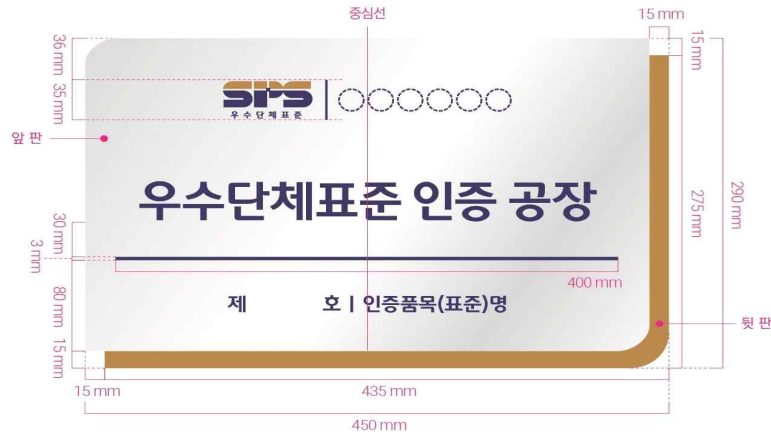 중심선
15 mm
36 mm
15 mm
35 mm
SPS
우수단체표준
앞 판
우수단체표준 인증 공장
30 mm
3 mm
275 mm
290 mm
400 mm
80 mm
제 호 | 인증품목(표준)명
뒷 판
15 mm
15 mm
435 mm
450 mm